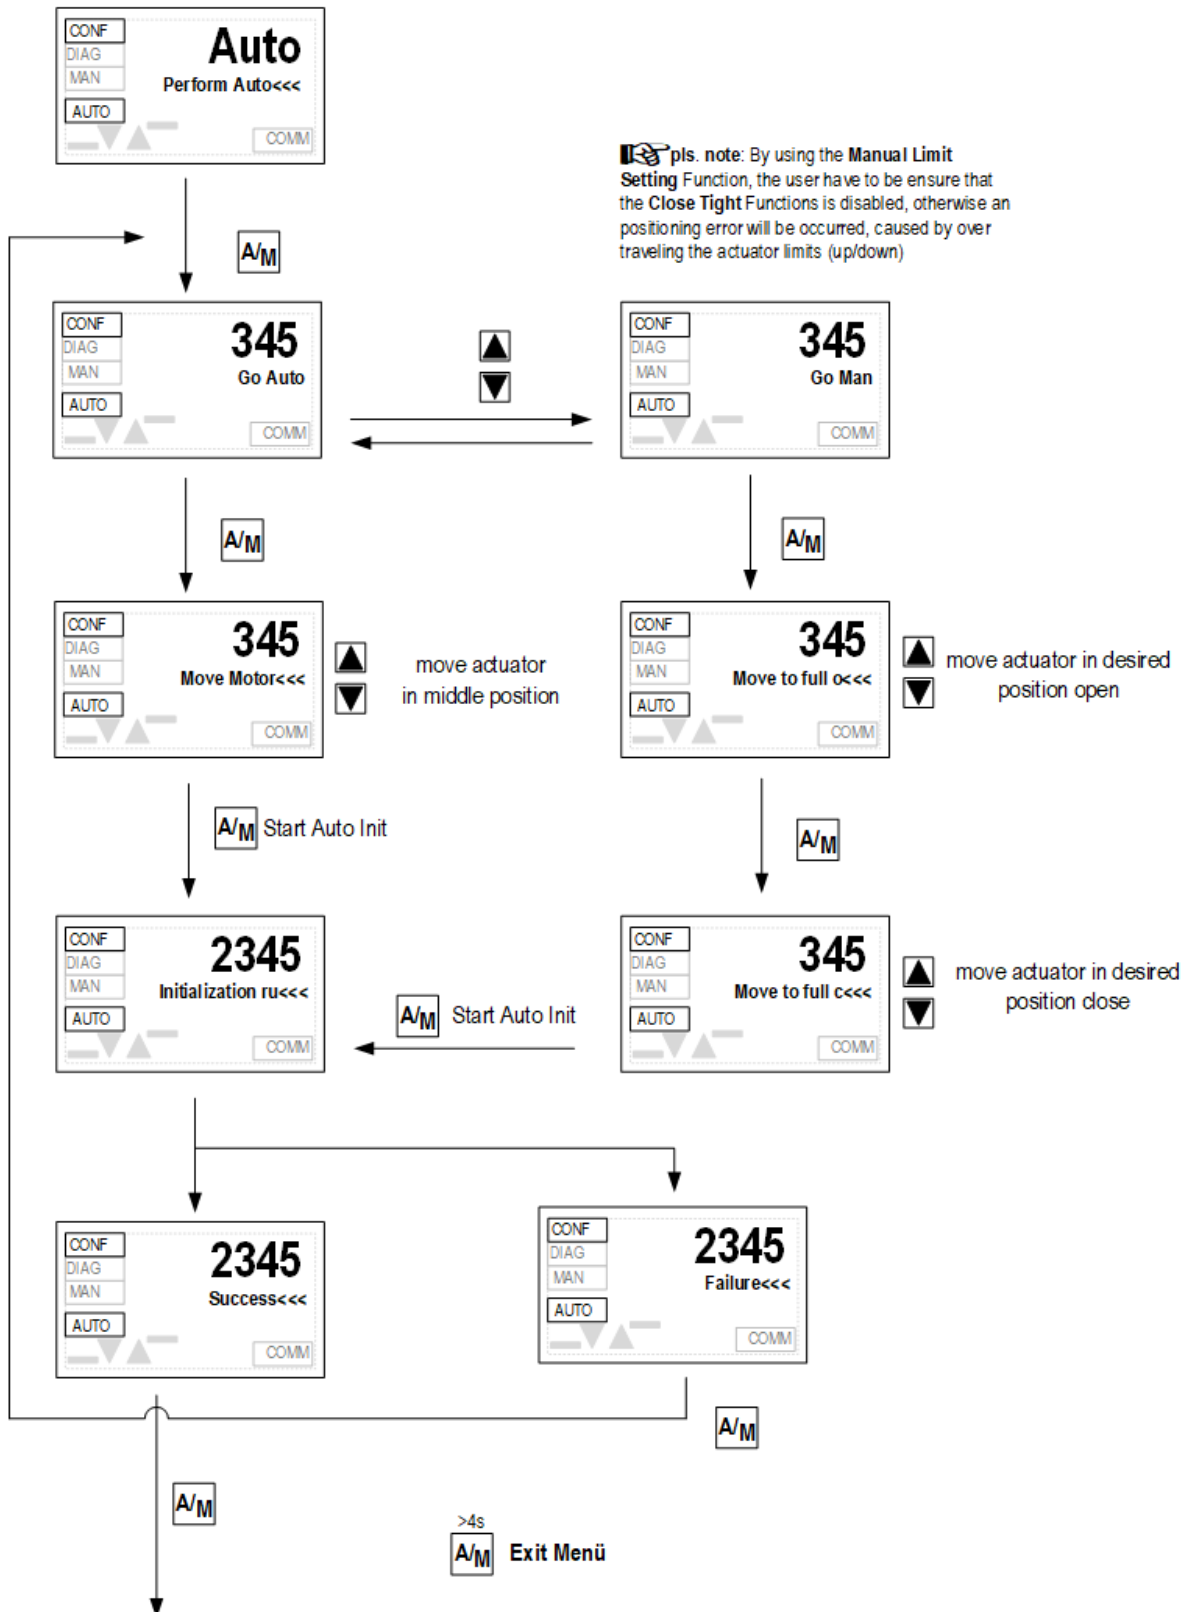 CONF
Auto
DIAG
MAN
Perform Auto<<<
AUTO
COMM
pls. note: By using the Manual Limit
Setting Function, the user have to be ensure that
the Close Tight Functions is disabled, otherwise an
positioning error will be occurred, caused by over
traveling the actuator limits (up/down)
A/M
CONF
345
DIAG
MAN
Go Auto
AUTO
COMM
CONF
345
DIAG
MAN
Go Man
AUTO
COMM
A/M
A/M
CONF
345
DIAG
MAN
Move Motor<<<
AUTO
COMM
move actuator
in middle position
CONF
345
DIAG
MAN
Move to full o<<<
AUTO
COMM
move actuator in desired
position open
A/M Start Auto Init
A/M
CONF
2345
DIAG
MAN
Initialization ru<<<
AUTO
COMM
A/M Start Auto Init
CONF
345
DIAG
MAN
Move to full c<<<
AUTO
COMM
move actuator in desired
position close
CONF
2345
DIAG
MAN
Success<<<
AUTO
COMM
CONF
2345
DIAG
MAN
Failure<<<
AUTO
COMM
A/M
A/M
>4s
A/M Exit Menü